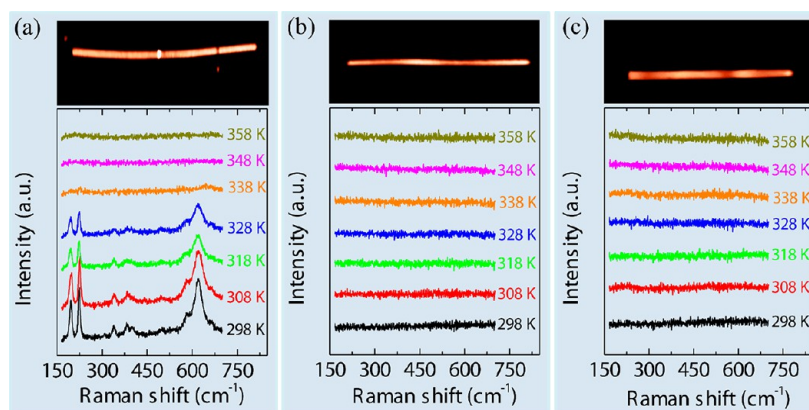 (a)
358 K
348 K
338 K
328 K
318 K
308 K
298 K
Intensity (a.u.)
150 300 450 600 750
Raman shift (cm⁻¹)
(b)
358 K
348 K
338 K
328 K
318 K
308 K
298 K
Intensity (a.u.)
150 300 450 600 750
Raman shift (cm⁻¹)
(c)
358 K
348 K
338 K
328 K
318 K
308 K
298 K
Intensity (a.u.)
150 300 450 600 750
Raman shift (cm⁻¹)